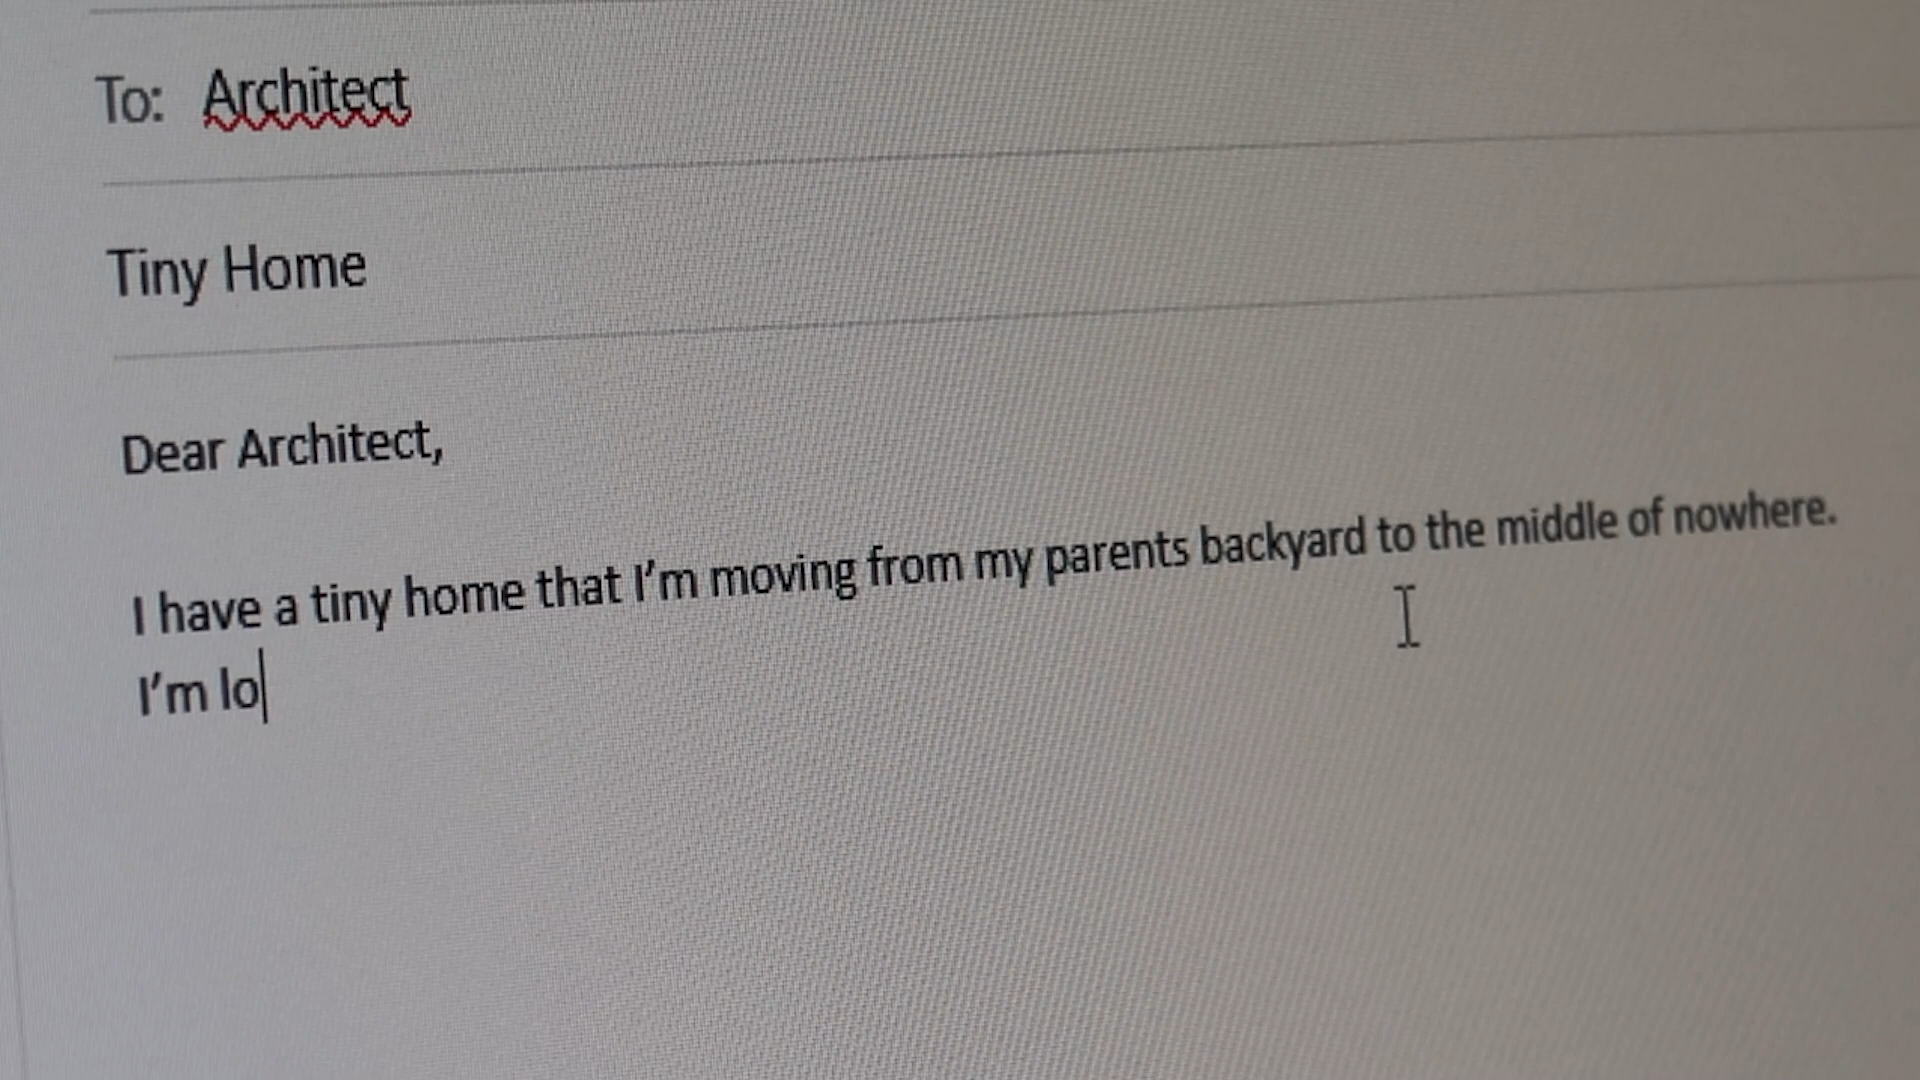 To: Architect
Tiny Home
Dear Architect,
I have a tiny home that I’m moving from my parents backyard to the middle of nowhere.
I’m lo